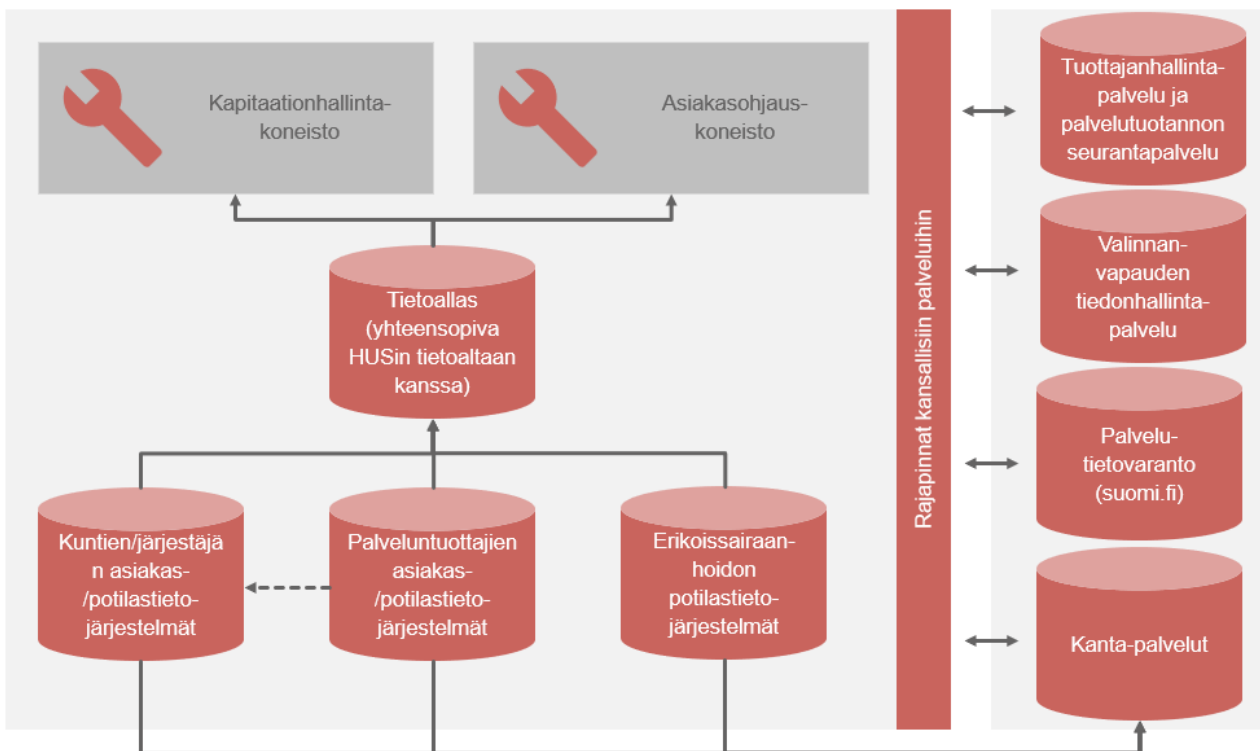 Kapitaationhallinta-
koneisto
Asiakasohjaus-
koneisto
Tietoallas
(yhteensopiva
HUSin tietoaltaan
kanssa)
Kuntien/järjestäjä
n asiakas-
/potilastieto-
järjestelmät
Palveluntuottajien
asiakas-
/potilastieto-
järjestelmät
Erikoissairaan-
hoidon
potilastieto-
järjestelmät
Rajapinnat kansallisiin palveluihin
Tuottajanhallinta-
palvelu ja
palvelutuotannon
seurantapalvelu
Valinnan-
vapauden
tiedonhallinta-
palvelu
Palvelu-
tietovaranto
(suomi.fi)
Kanta-palvelut